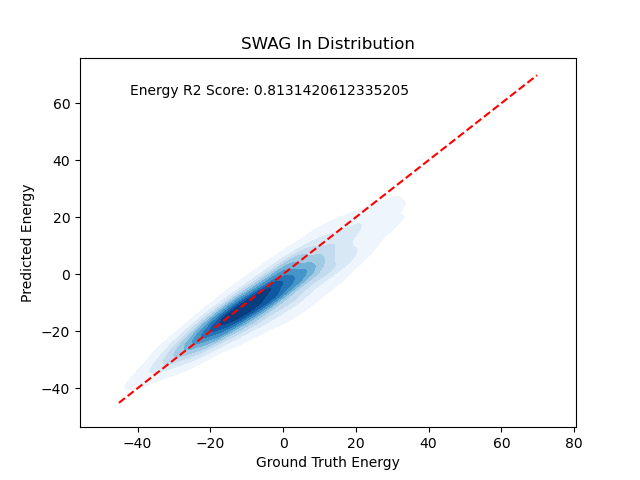 SWAG In Distribution
Energy R2 Score: 0.8131420612335205
Predicted Energy
60
40
20
0
−20
−40
−40 −20 0 20 40 60 80
Ground Truth Energy